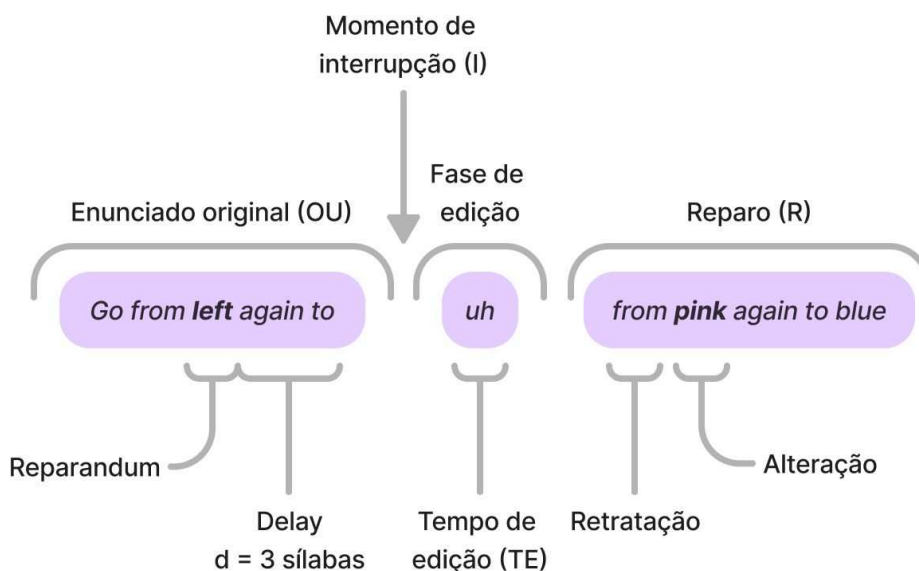 Momento de
interrupção (I)
Fase de
edição
Enunciado original (OU)
Reparo (R)
Go from left again to
uh
from pink again to blue
Reparandum
Alteração
Delay
d = 3 sílabas
Tempo de
edição (TE)
Retratação